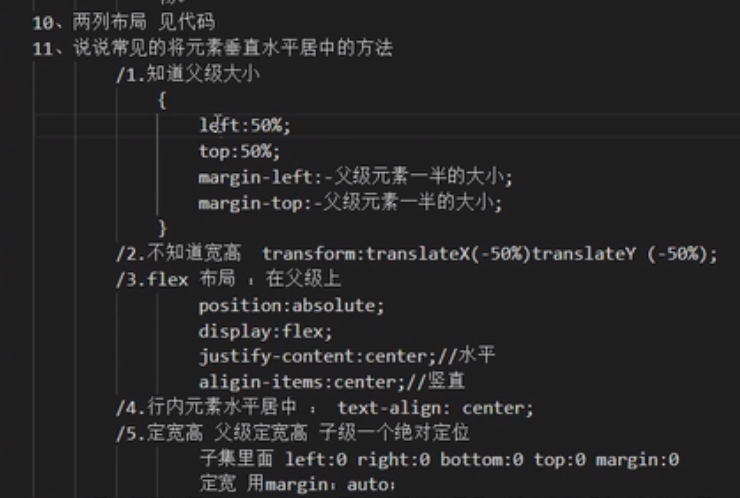 10、两列布局 见代码
11、说说常见的将元素垂直水平居中的方法
/1.知道父级大小
{
left:50%;
top:50%;
margin-left:-父级元素一半的大小;
margin-top:-父级元素一半的大小;
}
/2.不知道宽高 transform:translateX(-50%)translateY (-50%);
/3.flex 布局 : 在父级上
position:absolute;
display:flex;
justify-content:center;//水平
aligin-items:center;//竖直
/4.行内元素水平居中 : text-align: center;
/5.定宽高 父级定宽高 子级一个绝对定位
子集里面 left:0 right:0 bottom:0 top:0 margin:0
定宽 用margin: auto;